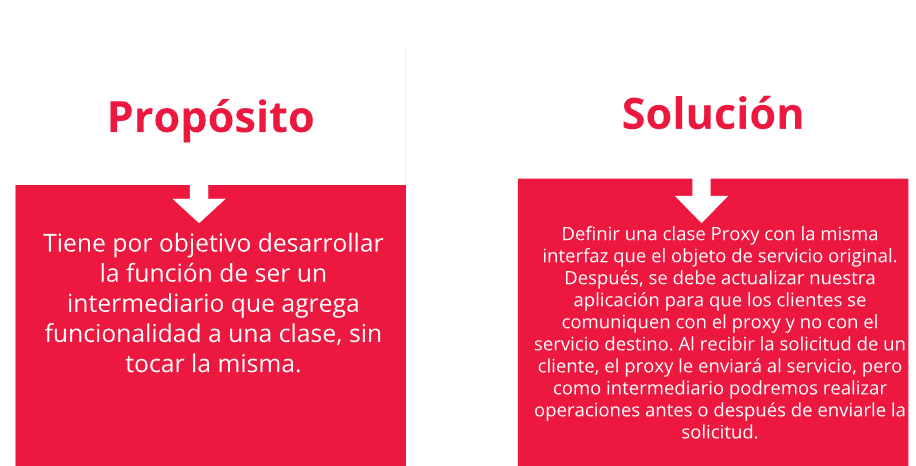 Propósito
Tiene por objetivo desarrollar
la función de ser un
intermediario que agrega
funcionalidad a una clase, sin
tocar la misma.
Solución
Definir una clase Proxy con la misma
interfaz que el objeto de servicio original.
Después, se debe actualizar nuestra
aplicación para que los clientes se
comuniquen con el proxy y no con el
servicio destino. Al recibir la solicitud de un
cliente, el proxy le enviará al servicio, pero
como intermediario podremos realizar
operaciones antes o después de enviarle la
solicitud.